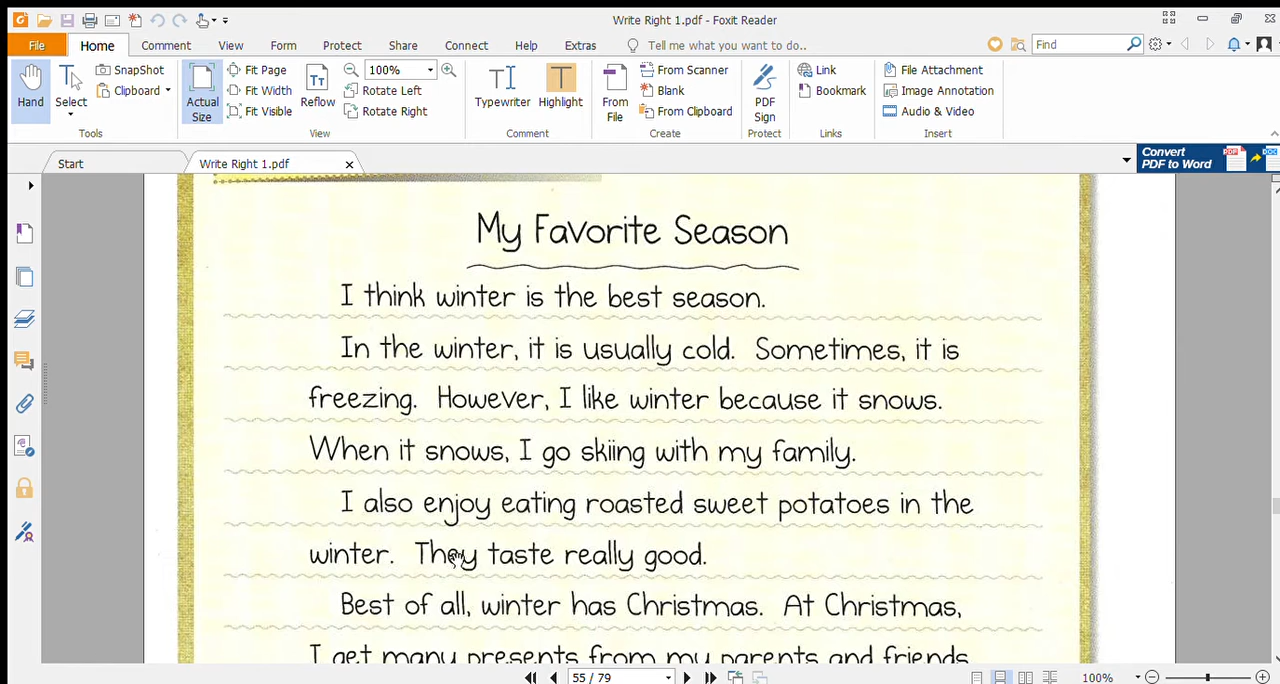 Write Right 1.pdf - Foxit Reader
File Home Comment View Form Protect Share Connect Help Extras Tell me what you want to do.. Find
SnapShot Fit Page 100% From Scanner Link File Attachment
Clipboard Fit Width Rotate Left Blank Bookmark Image Annotation
Hand Select Actual Size Fit Visible Reflow Rotate Right Typewriter Highlight From File From Clipboard PDF Sign Audio & Video
Tools View Comment Create Protect Links Insert
Start Write Right 1.pdf Convert PDF to Word PDF DOC
My Favorite Season
I think winter is the best season.
In the winter, it is usually cold. Sometimes, it is
freezing. However, I like winter because it snows.
When it snows, I go skiing with my family.
I also enjoy eating roasted sweet potatoes in the
winter. They taste really good.
Best of all, winter has Christmas. At Christmas,
I get many presents from my parents and friends
55 / 79 100%